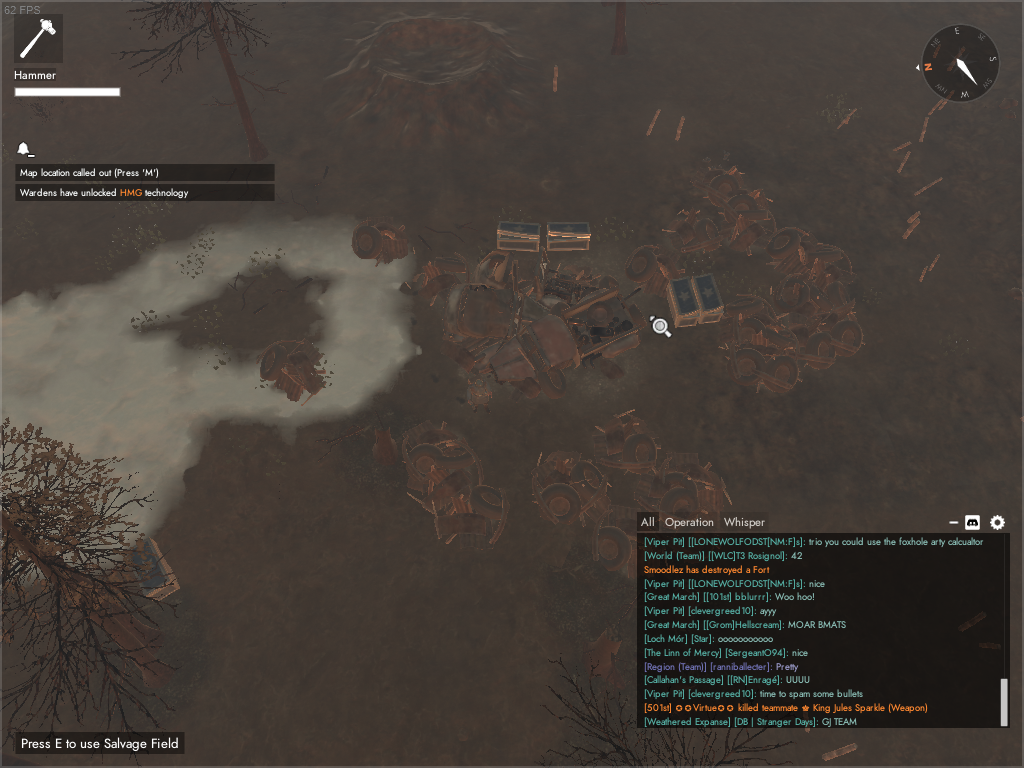 62 FPS
Hammer
Map location called out (Press 'M')
Wardens have unlocked HMG technology
N
E
S
W
All Operation Whisper
[Viper Pit] [[LONEWOLFODST[NM:F]s]: trio you could use the foxhole arty calcualtor
[World (Team)] [[WLC]T3 Rosignol]: 42
Smoodlez has destroyed a Fort
[Viper Pit] [[LONEWOLFODST[NM:F]s]: nice
[Great March] [[101st] bblurrr]: Woo hoo!
[Viper Pit] [clevergreed10]: ayyy
[Great March] [[Grom]Hellscream]: MOAR BMATS
[Loch Mór] [Star]: ooooooooooo
[The Linn of Mercy] [SergeantO94]: nice
[Region (Team)] [ranniballecter]: Pretty
[Callahan's Passage] [[RN]Enragé]: UUUU
[Viper Pit] [clevergreed10]: time to spam some bullets
[501st] ✪✪Virtue✪✪ killed teammate ❀ King Jules Sparkle (Weapon)
[Weathered Expanse] [DB | Stranger Days]: GJ TEAM
Press E to use Salvage Field